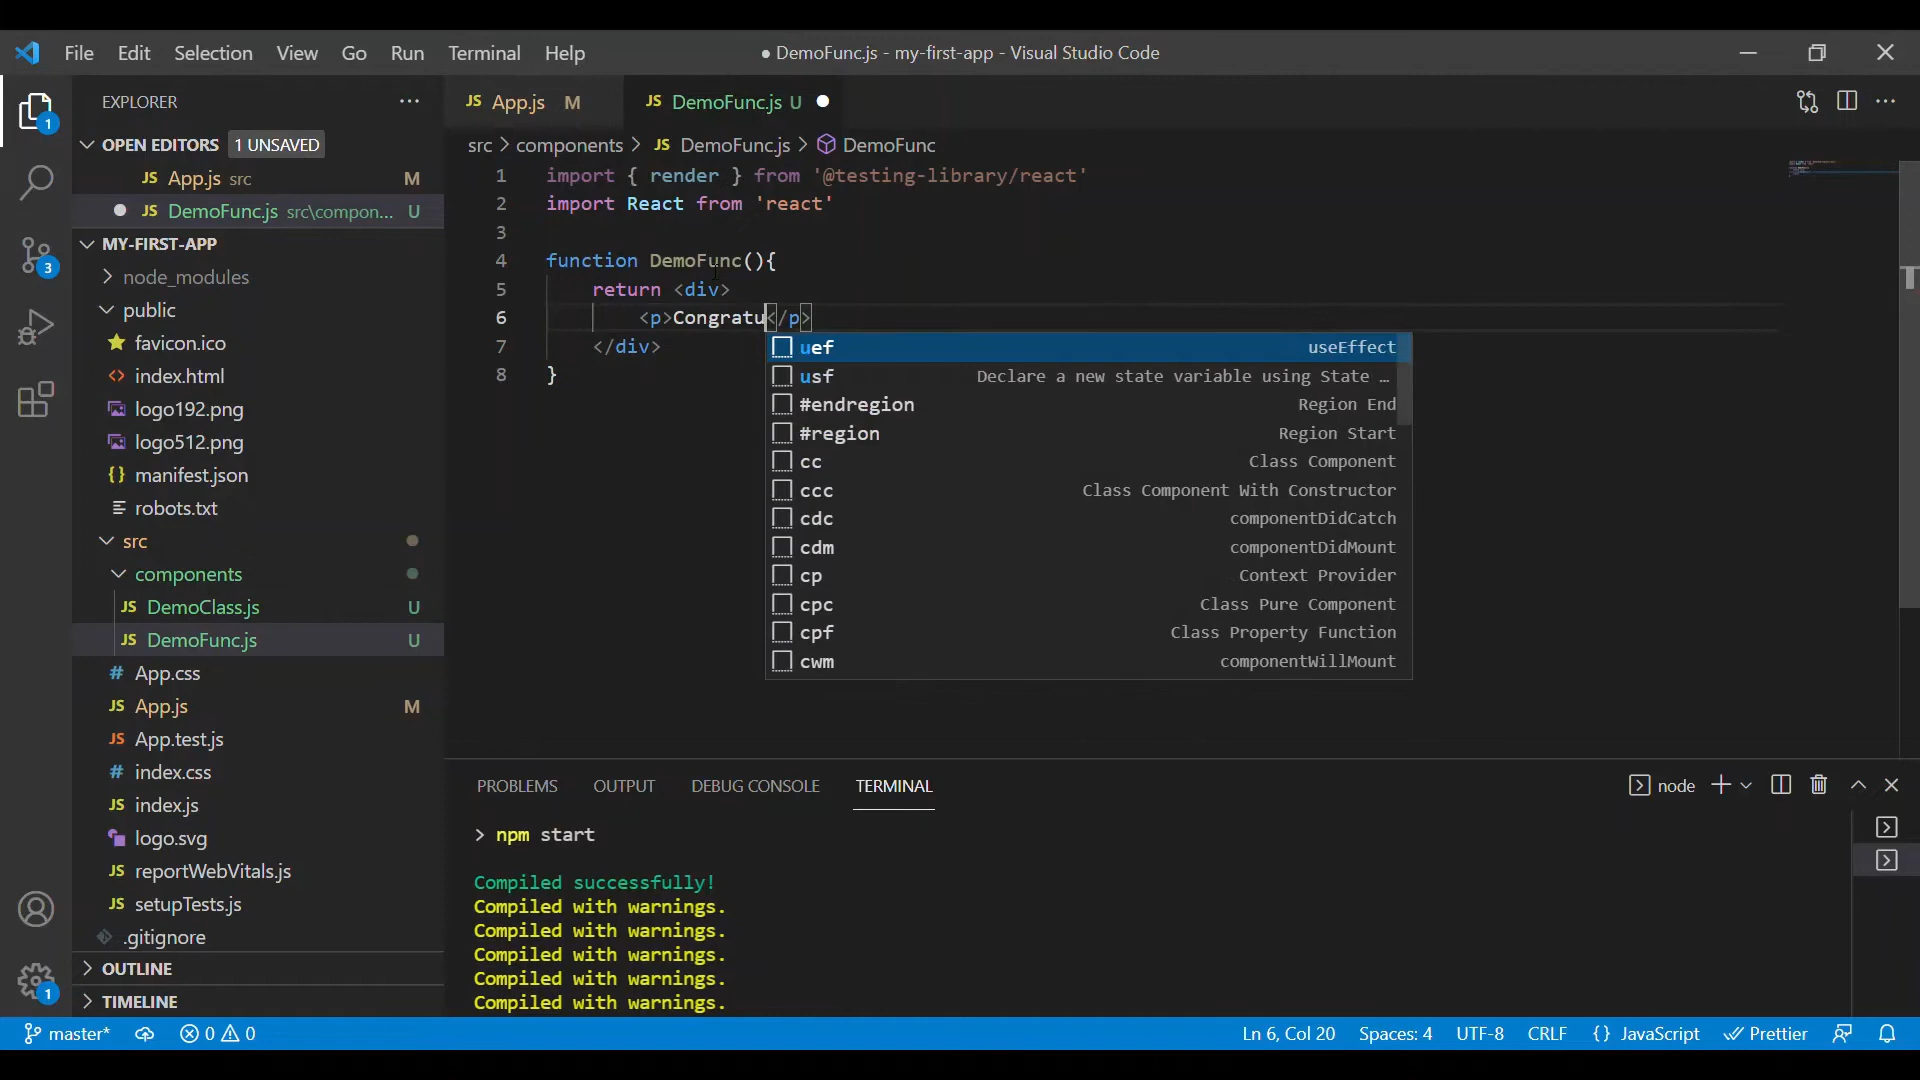 File Edit Selection View Go Run Terminal Help
● DemoFunc.js - my-first-app - Visual Studio Code
EXPLORER
OPEN EDITORS 1 UNSAVED
JS App.js src M
JS DemoFunc.js src\compon... U
MY-FIRST-APP
node_modules
public
favicon.ico
index.html
logo192.png
logo512.png
manifest.json
robots.txt
src
components
JS DemoClass.js U
JS DemoFunc.js U
# App.css
JS App.js M
JS App.test.js
# index.css
JS index.js
logo.svg
JS reportWebVitals.js
JS setupTests.js
.gitignore
OUTLINE
TIMELINE
1
3
1
JS App.js M
JS DemoFunc.js U
src > components > JS DemoFunc.js > DemoFunc
1 import { render } from '@testing-library/react'
2 import React from 'react'
3
4 function DemoFunc(){
5 return <div>
6 <p>Congratu</p>
7 </div>
8 }
uef useEffect
usf Declare a new state variable using State …
#endregion Region End
#region Region Start
cc Class Component
ccc Class Component With Constructor
cdc componentDidCatch
cdm componentDidMount
cp Context Provider
cpc Class Pure Component
cpf Class Property Function
cwm componentWillMount
PROBLEMS OUTPUT DEBUG CONSOLE TERMINAL
node
> npm start
Compiled successfully!
Compiled with warnings.
Compiled with warnings.
Compiled with warnings.
Compiled with warnings.
Compiled with warnings.
master* 0 0
Ln 6, Col 20 Spaces: 4 UTF-8 CRLF {} JavaScript Prettier